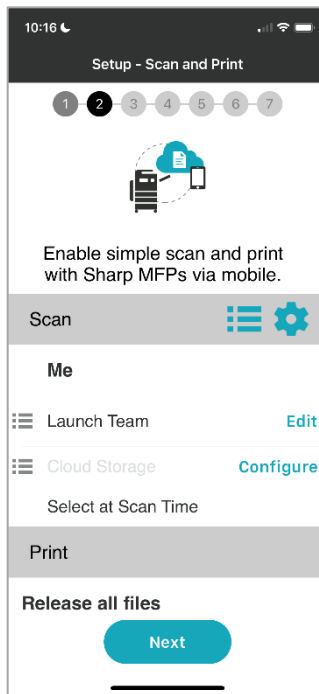 10:16
Setup - Scan and Print
1 2 3 4 5 6 7
Enable simple scan and print
with Sharp MFPs via mobile.
Scan
Me
Launch Team Edit
Cloud Storage Configure
Select at Scan Time
Print
Release all files
Next